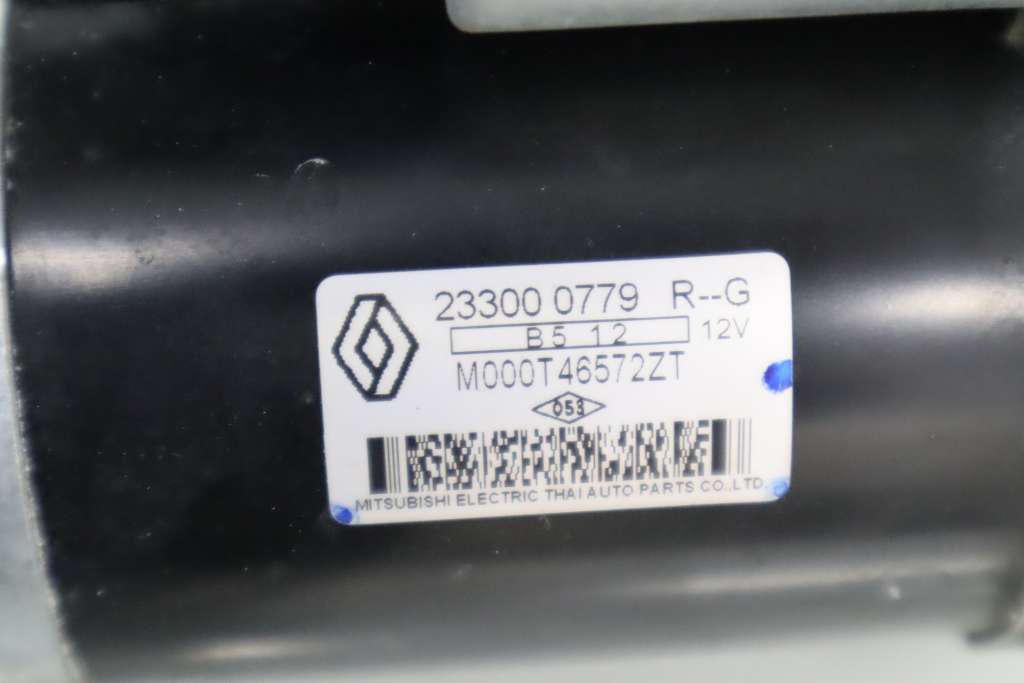 23300 0779 R--G
B5 12 12V
M000T46572ZT
053
MITSUBISHI ELECTRIC THAI AUTO PARTS CO.,LTD.